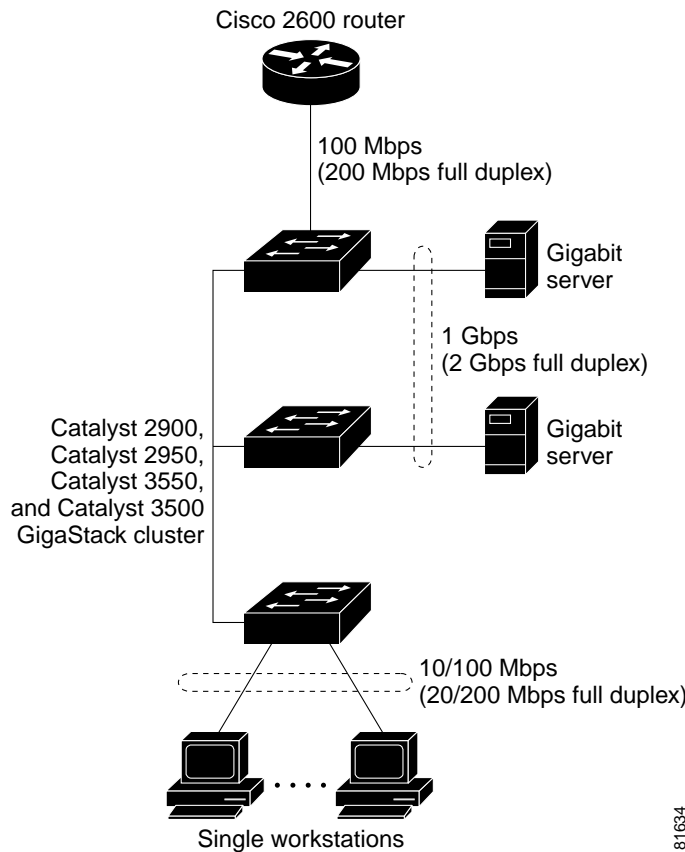 Cisco 2600 router
100 Mbps
(200 Mbps full duplex)
Gigabit
server
1 Gbps
(2 Gbps full duplex)
Catalyst 2900,
Catalyst 2950,
Catalyst 3550,
and Catalyst 3500
GigaStack cluster
Gigabit
server
10/100 Mbps
(20/200 Mbps full duplex)
Single workstations
81634